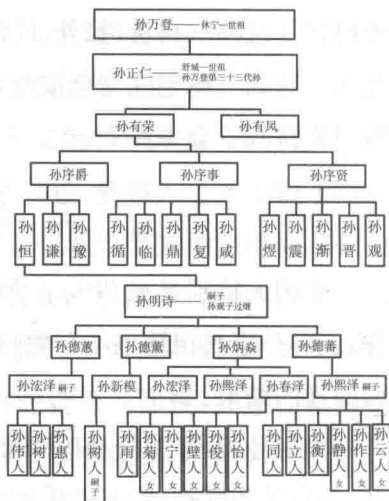 孙万登——休宁一世祖
孙正仁——舒城一世祖
孙万登第三十三代孙
孙有荣 孙有凤
孙序爵 孙序事 孙序贤
孙恒 孙谦 孙豫 孙循 孙临 孙鼎 孙复 孙咸 孙煜 孙震 孙渐 孙晋 孙观
孙明诗——嗣子
孙观子过继
孙德蕙 孙德薰 孙炳焱 孙德蕃
孙浤泽 嗣子 孙新模 孙浤泽 孙熙泽 孙春泽 孙熙泽 嗣子
孙伟人 孙树人 孙惠人 孙树人 嗣子 孙雨人 孙菊人 女 孙宁人 女 孙璧人 女 孙俊人 女 孙怡人 女 孙同人 孙立人 孙衡人 孙静人 女 孙作人 女 孙云人 女